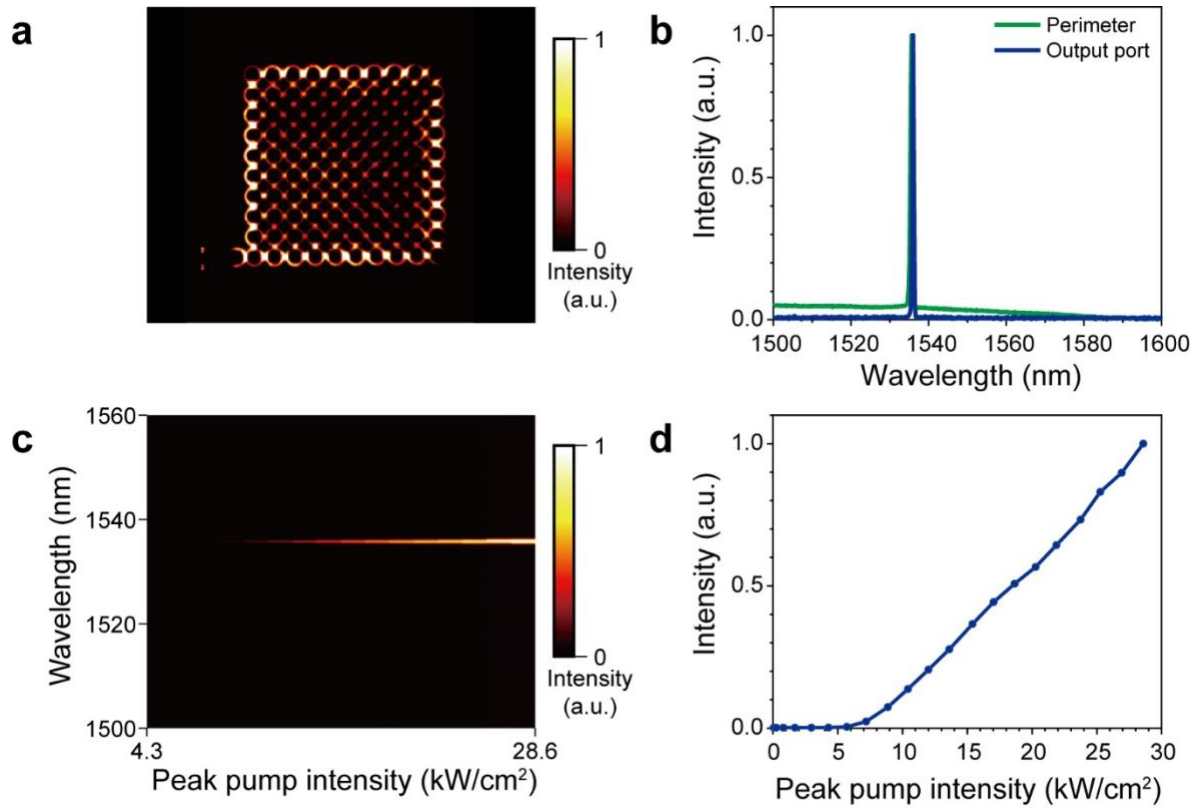 a
1
0
Intensity
(a.u.)
b
Perimeter
Output port
Intensity (a.u.)
1.0
0.5
0.0
1500 1520 1540 1560 1580 1600
Wavelength (nm)
c
Wavelength (nm)
1560
1540
1520
1500
4.3 28.6
Peak pump intensity (kW/cm²)
1
0
Intensity
(a.u.)
d
Intensity (a.u.)
1.0
0.5
0.0
0 5 10 15 20 25 30
Peak pump intensity (kW/cm²)